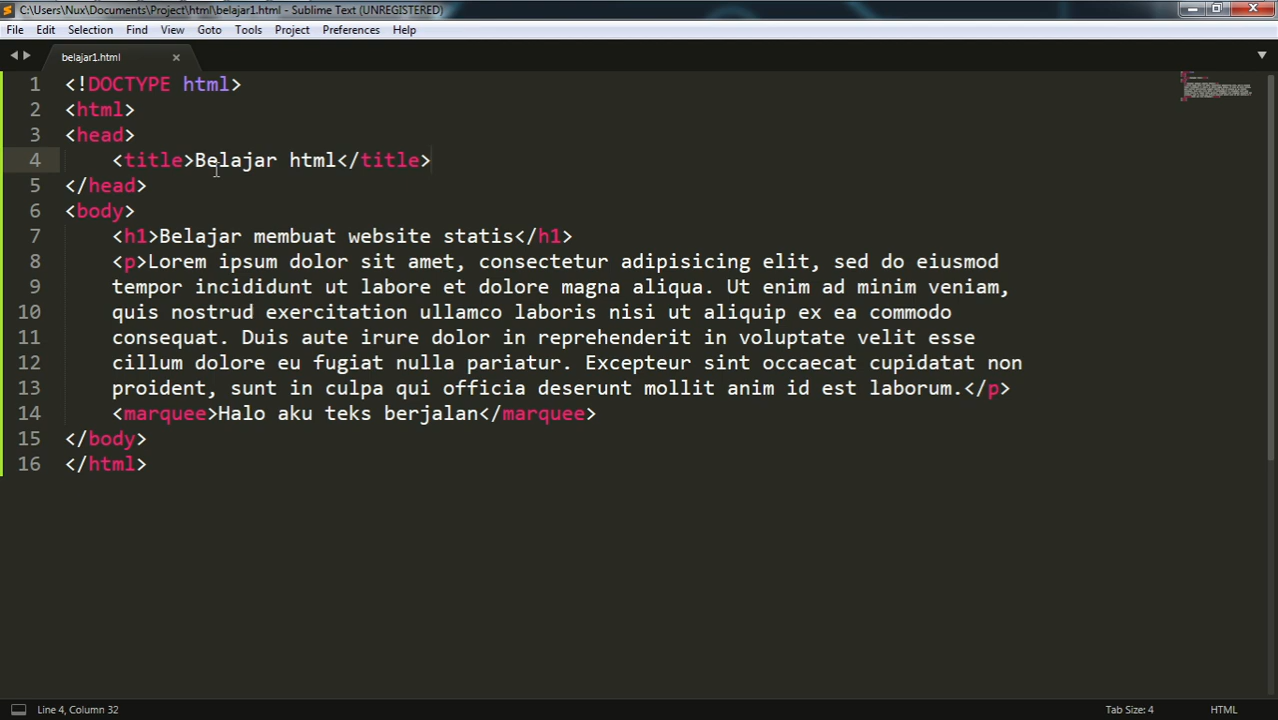 C:\Users\Nux\Documents\Project\html\belajar1.html - Sublime Text (UNREGISTERED)
File Edit Selection Find View Goto Tools Project Preferences Help
belajar1.html
1 <!DOCTYPE html>
2 <html>
3 <head>
4 <title>Belajar html</title>
5 </head>
6 <body>
7 <h1>Belajar membuat website statis</h1>
8 <p>Lorem ipsum dolor sit amet, consectetur adipisicing elit, sed do eiusmod
9 tempor incididunt ut labore et dolore magna aliqua. Ut enim ad minim veniam,
10 quis nostrud exercitation ullamco laboris nisi ut aliquip ex ea commodo
11 consequat. Duis aute irure dolor in reprehenderit in voluptate velit esse
12 cillum dolore eu fugiat nulla pariatur. Excepteur sint occaecat cupidatat non
13 proident, sunt in culpa qui officia deserunt mollit anim id est laborum.</p>
14 <marquee>Halo aku teks berjalan</marquee>
15 </body>
16 </html>
Line 4, Column 32 Tab Size: 4 HTML